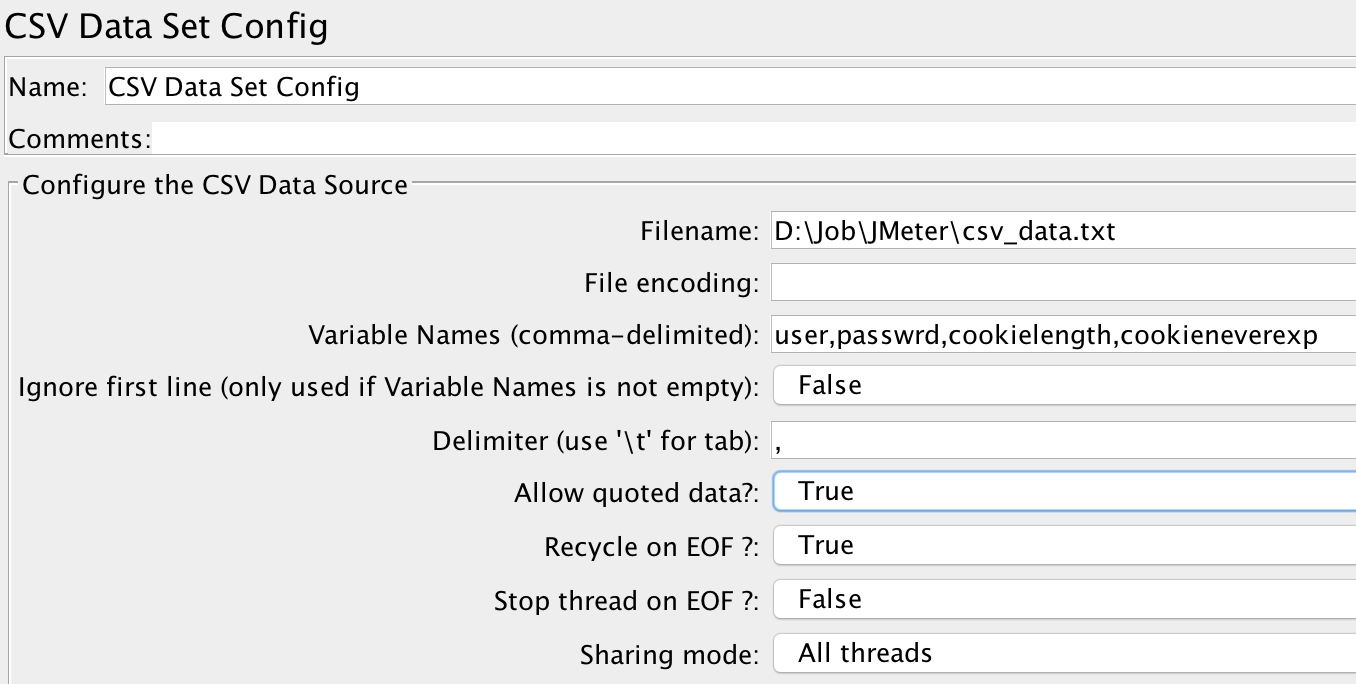 CSV Data Set Config
Name: CSV Data Set Config
Comments:
Configure the CSV Data Source
Filename: D:\Job\JMeter\csv_data.txt
File encoding:
Variable Names (comma-delimited): user,passwrd,cookielength,cookieneverexp
Ignore first line (only used if Variable Names is not empty): False
Delimiter (use '\t' for tab): ,
Allow quoted data?: True
Recycle on EOF ?: True
Stop thread on EOF ?: False
Sharing mode: All threads